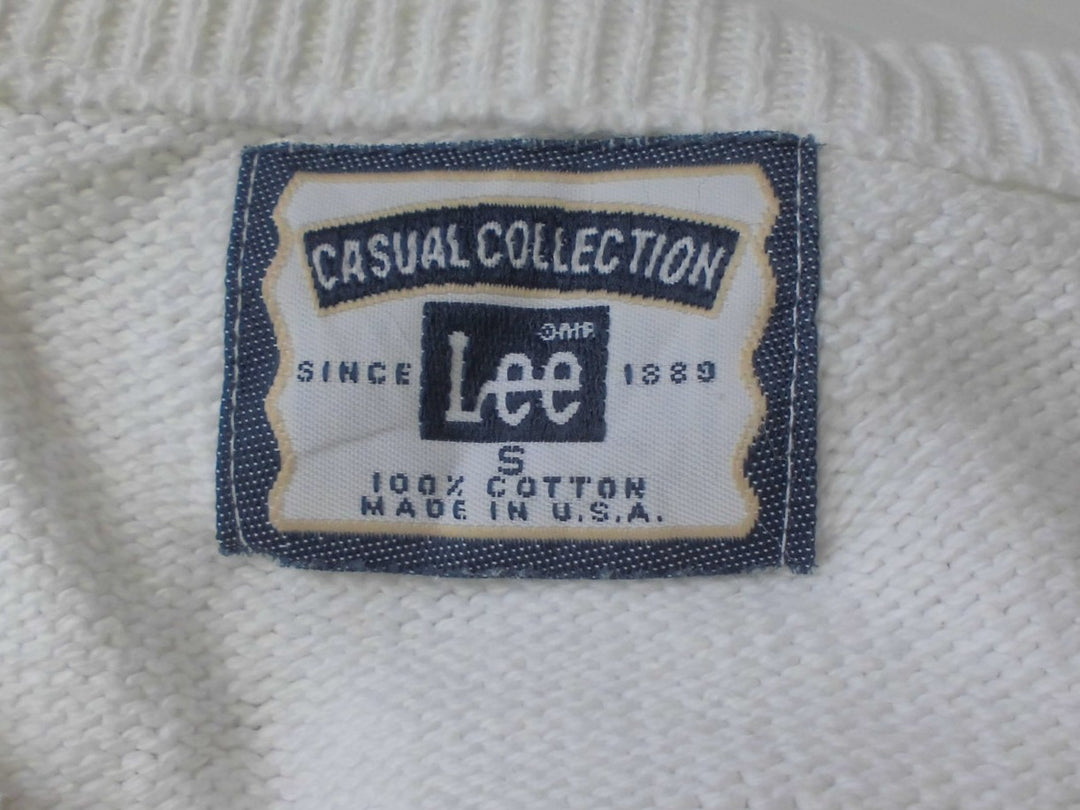 CASUAL COLLECTION
Lee
SINCE 1889
S
100% COTTON
MADE IN U.S.A.